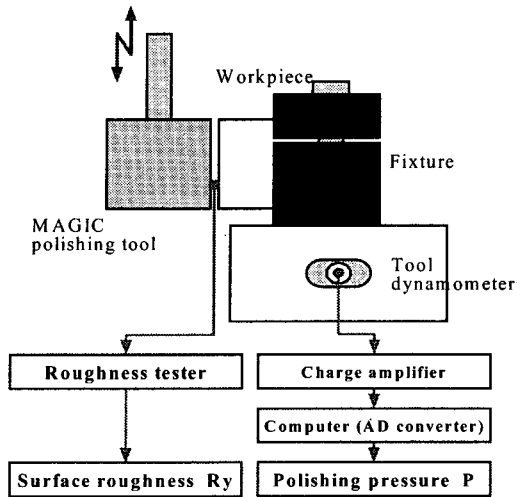 Workpiece
Fixture
MAGIC
polishing tool
Tool
dynamometer
Roughness tester
Charge amplifier
Computer (AD converter)
Surface roughness Ry
Polishing pressure P